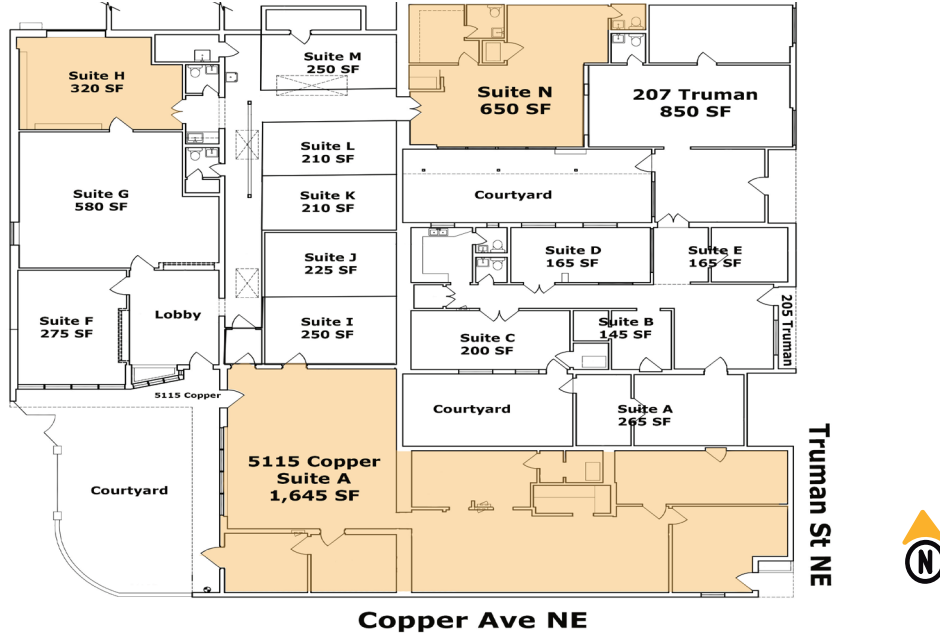 Suite M
250 SF
Suite H
320 SF
Suite N
650 SF
207 Truman
850 SF
Suite L
210 SF
Suite G
580 SF
Suite K
210 SF
Courtyard
Suite J
225 SF
Suite D
165 SF
Suite E
165 SF
Suite F
275 SF
Lobby
Suite I
250 SF
Suite C
200 SF
Suite B
145 SF
205 Truman
5115 Copper
Courtyard
Suite A
265 SF
5115 Copper
Suite A
1,645 SF
Courtyard
Truman St NE
N
Copper Ave NE